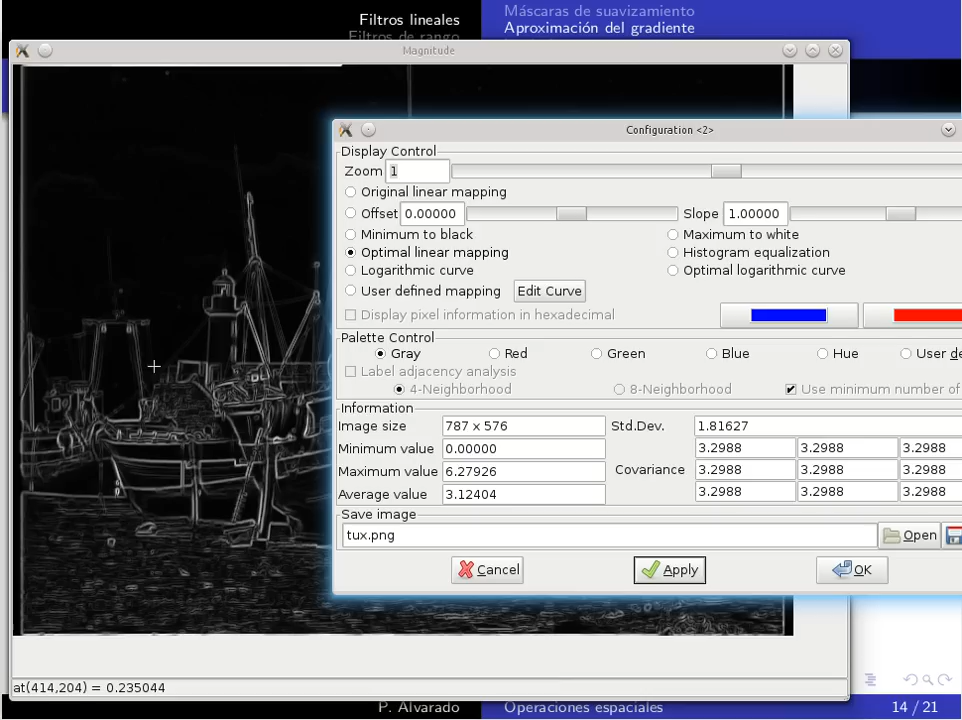 Filtros lineales
Filtros de rango
Máscaras de suavizamiento
Aproximación del gradiente
Magnitude
Configuration <2>
Display Control
Zoom 1
Original linear mapping
Offset 0.00000 Slope 1.00000
Minimum to black Maximum to white
Optimal linear mapping Histogram equalization
Logarithmic curve Optimal logarithmic curve
User defined mapping Edit Curve
Display pixel information in hexadecimal
Palette Control
Gray Red Green Blue Hue User de
Label adjacency analysis
4-Neighborhood 8-Neighborhood Use minimum number of
Information
Image size 787 x 576 Std.Dev. 1.81627
Minimum value 0.00000 3.2988 3.2988 3.2988
Maximum value 6.27926 Covariance 3.2988 3.2988 3.2988
Average value 3.12404 3.2988 3.2988 3.2988
Save image
tux.png Open
Cancel Apply OK
at(414,204) = 0.235044
P. Alvarado Operaciones espaciales 14 / 21